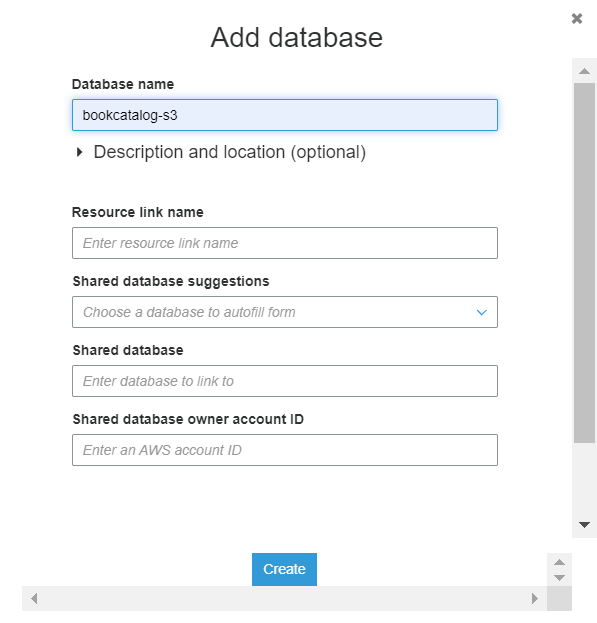 Add database
Database name
bookcatalog-s3
Description and location (optional)
Resource link name
Enter resource link name
Shared database suggestions
Choose a database to autofill form
Shared database
Enter database to link to
Shared database owner account ID
Enter an AWS account ID
Create